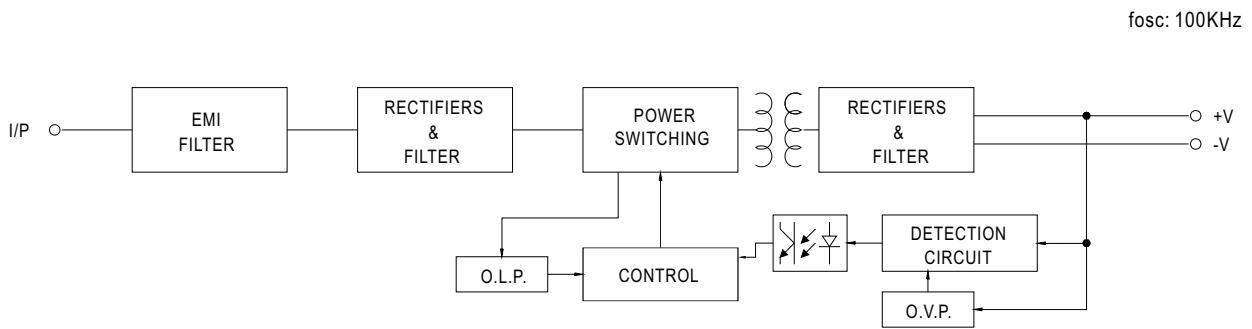 fosc: 100KHz
I/P
EMI
FILTER
RECTIFIERS
&
FILTER
POWER
SWITCHING
RECTIFIERS
&
FILTER
+V
-V
O.L.P.
CONTROL
DETECTION
CIRCUIT
O.V.P.